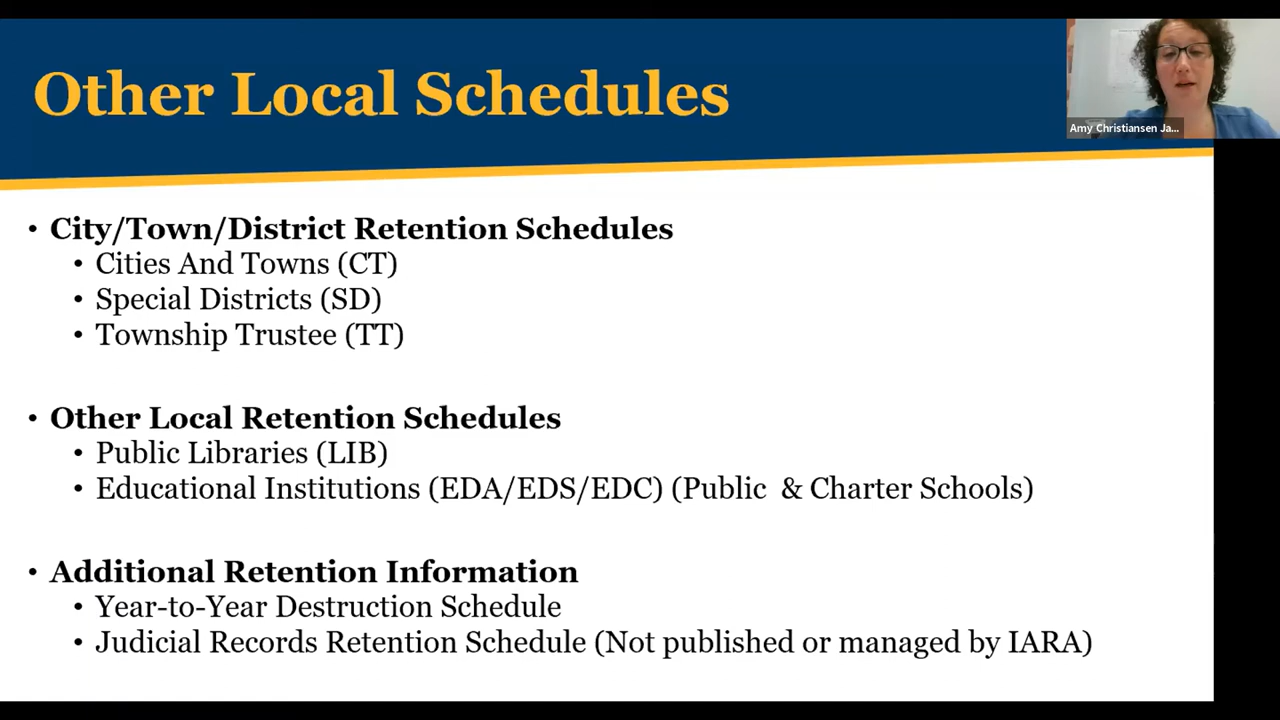 Other Local Schedules
Amy Christiansen Ja...
• City/Town/District Retention Schedules
• Cities And Towns (CT)
• Special Districts (SD)
• Township Trustee (TT)
• Other Local Retention Schedules
• Public Libraries (LIB)
• Educational Institutions (EDA/EDS/EDC) (Public & Charter Schools)
• Additional Retention Information
• Year-to-Year Destruction Schedule
• Judicial Records Retention Schedule (Not published or managed by IARA)